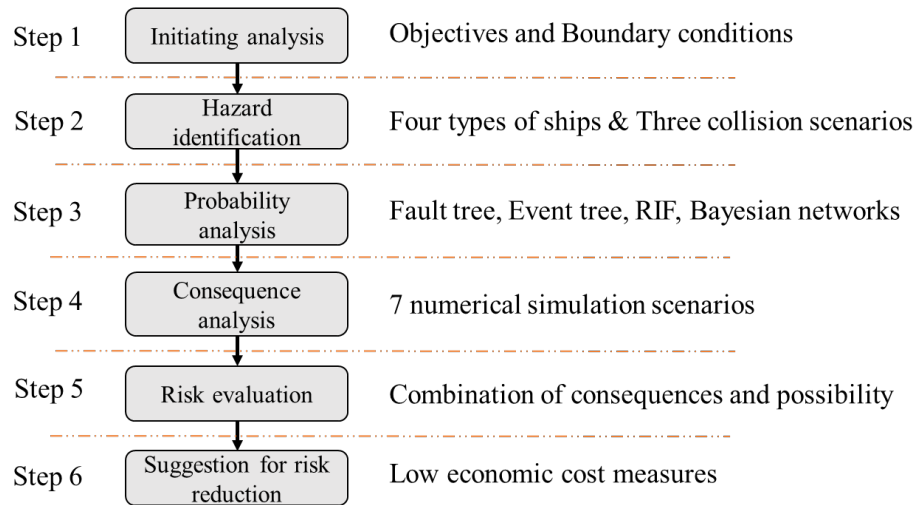 Step 1
Initiating analysis
Objectives and Boundary conditions
Step 2
Hazard
identification
Four types of ships & Three collision scenarios
Step 3
Probability
analysis
Fault tree, Event tree, RIF, Bayesian networks
Step 4
Consequence
analysis
7 numerical simulation scenarios
Step 5
Risk evaluation
Combination of consequences and possibility
Step 6
Suggestion for risk
reduction
Low economic cost measures